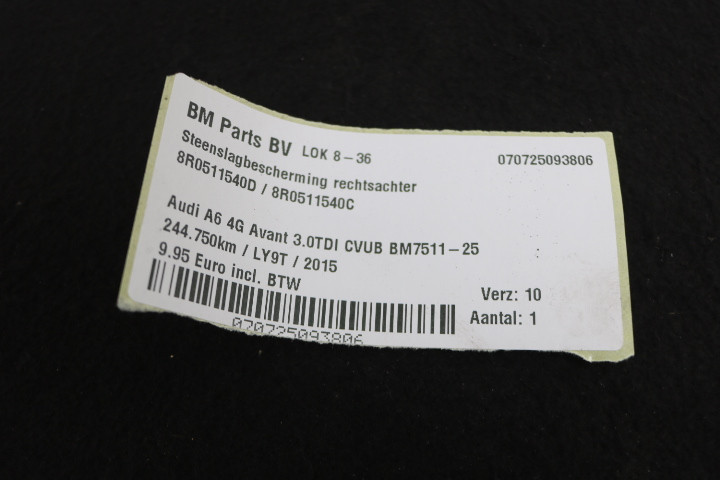 BM Parts BV LOK 8-36 070725093806
Steenslagbescherming rechtsachter
8R0511540D / 8R0511540C
Audi A6 4G Avant 3.0TDI CVUB BM7511-25
244.750km / LY9T / 2015
9.95 Euro incl. BTW
Verz: 10
Aantal: 1
070725093806